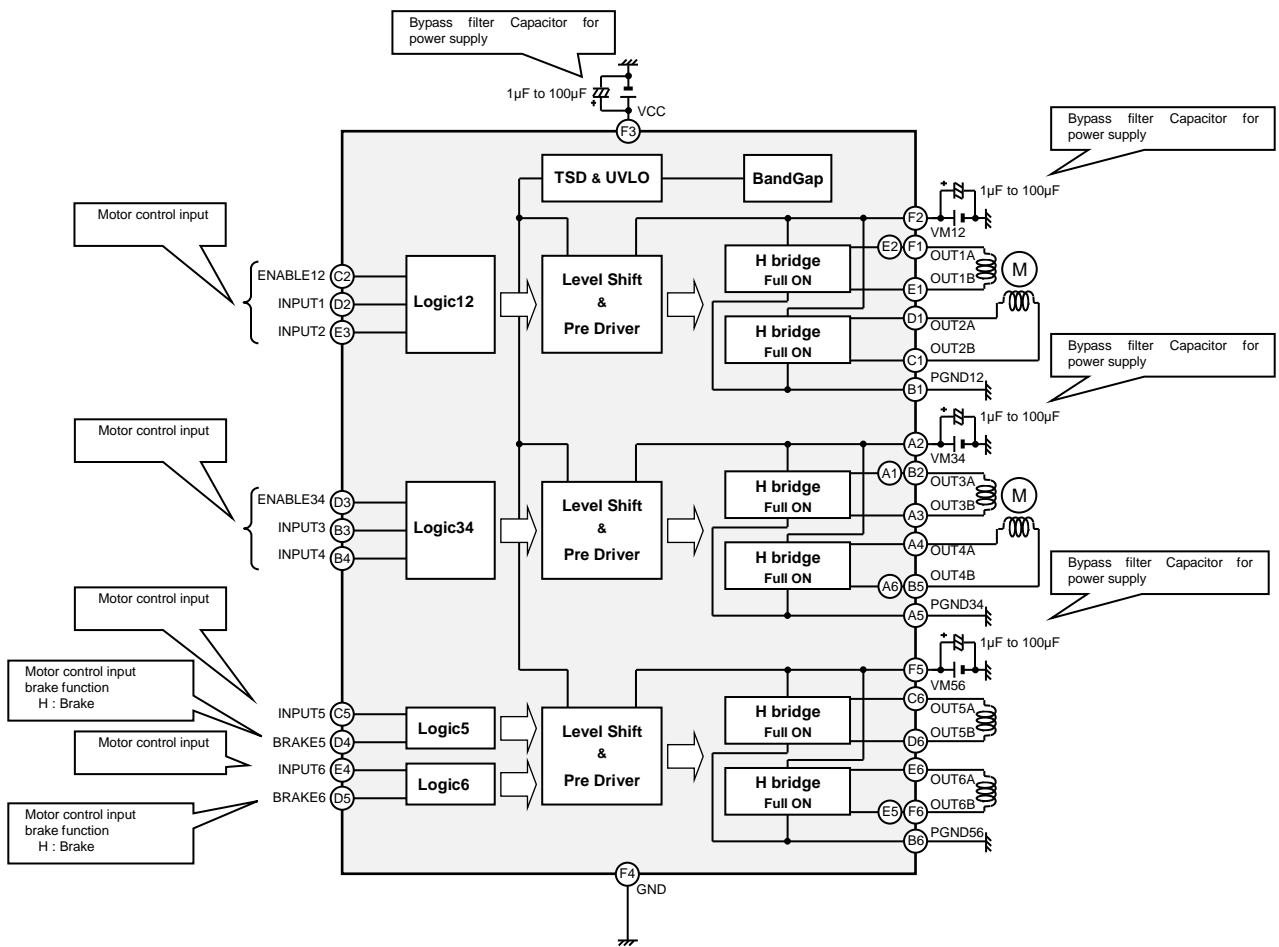 Bypass filter Capacitor for
power supply
1µF to 100µF
+
VCC
F3
Bypass filter Capacitor for
power supply
TSD & UVLO
BandGap
+
1µF to 100µF
Motor control input
F2
VM12
ENABLE12
C2
INPUT1
D2
INPUT2
E3
Logic12
Level Shift
&
Pre Driver
H bridge
Full ON
H bridge
Full ON
E2
F1
OUT1A
OUT1B
E1
M
D1
OUT2A
OUT2B
C1
PGND12
B1
Bypass filter Capacitor for
power supply
+
1µF to 100µF
Motor control input
A2
VM34
ENABLE34
D3
INPUT3
B3
INPUT4
B4
Logic34
Level Shift
&
Pre Driver
H bridge
Full ON
H bridge
Full ON
A1
B2
OUT3A
OUT3B
A3
M
A4
OUT4A
OUT4B
A6
B5
PGND34
A5
Bypass filter Capacitor for
power supply
+
1µF to 100µF
Motor control input
F5
VM56
Motor control input
brake function
H : Brake
Motor control input
Motor control input
brake function
H : Brake
INPUT5
C5
BRAKE5
D4
INPUT6
E4
BRAKE6
D5
Logic5
Logic6
Level Shift
&
Pre Driver
H bridge
Full ON
H bridge
Full ON
C6
OUT5A
OUT5B
D6
E6
OUT6A
OUT6B
E5
F6
PGND56
B6
F4
GND